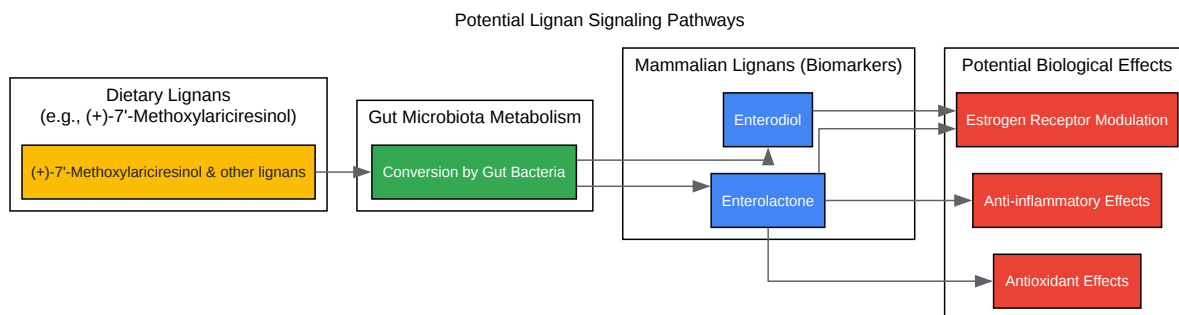 Potential Lignan Signaling Pathways
Dietary Lignans
(e.g., (+)-7'-Methoxylariciresinol)
(+)-7'-Methoxylariciresinol & other lignans
Gut Microbiota Metabolism
Conversion by Gut Bacteria
Mammalian Lignans (Biomarkers)
Enterodiol
Enterolactone
Potential Biological Effects
Estrogen Receptor Modulation
Anti-inflammatory Effects
Antioxidant Effects